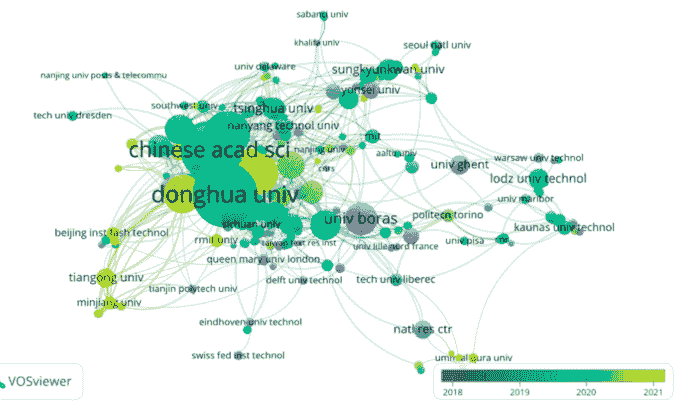 sabanci univ
khalifa univ
seoul natl univ
univ delaware
sungkyunkwan univ
nanjing univ posts & telecommu
yonsei univ
southwest univ
tsinghua univ
tech univ dresden
nanyang technol univ
mit
chinese acad sci
nanjing univ
aalto univ
warsaw univ technol
univ ghent
cnrs
lodz univ technol
donghua univ
univ maribor
univ boras
politecn torino
sichuan univ
kaunas univ technol
beijing inst fash technol
rmit univ
taiwan text res inst
univ lille nord france
univ pisa
queen mary univ london
tiangong univ
delft univ technol
tech univ liberec
tianjin polytech univ
minjiang univ
eindhoven univ technol
natl res ctr
swiss fed inst technol
umm al qura univ
VOSviewer
2018
2019
2020
2021